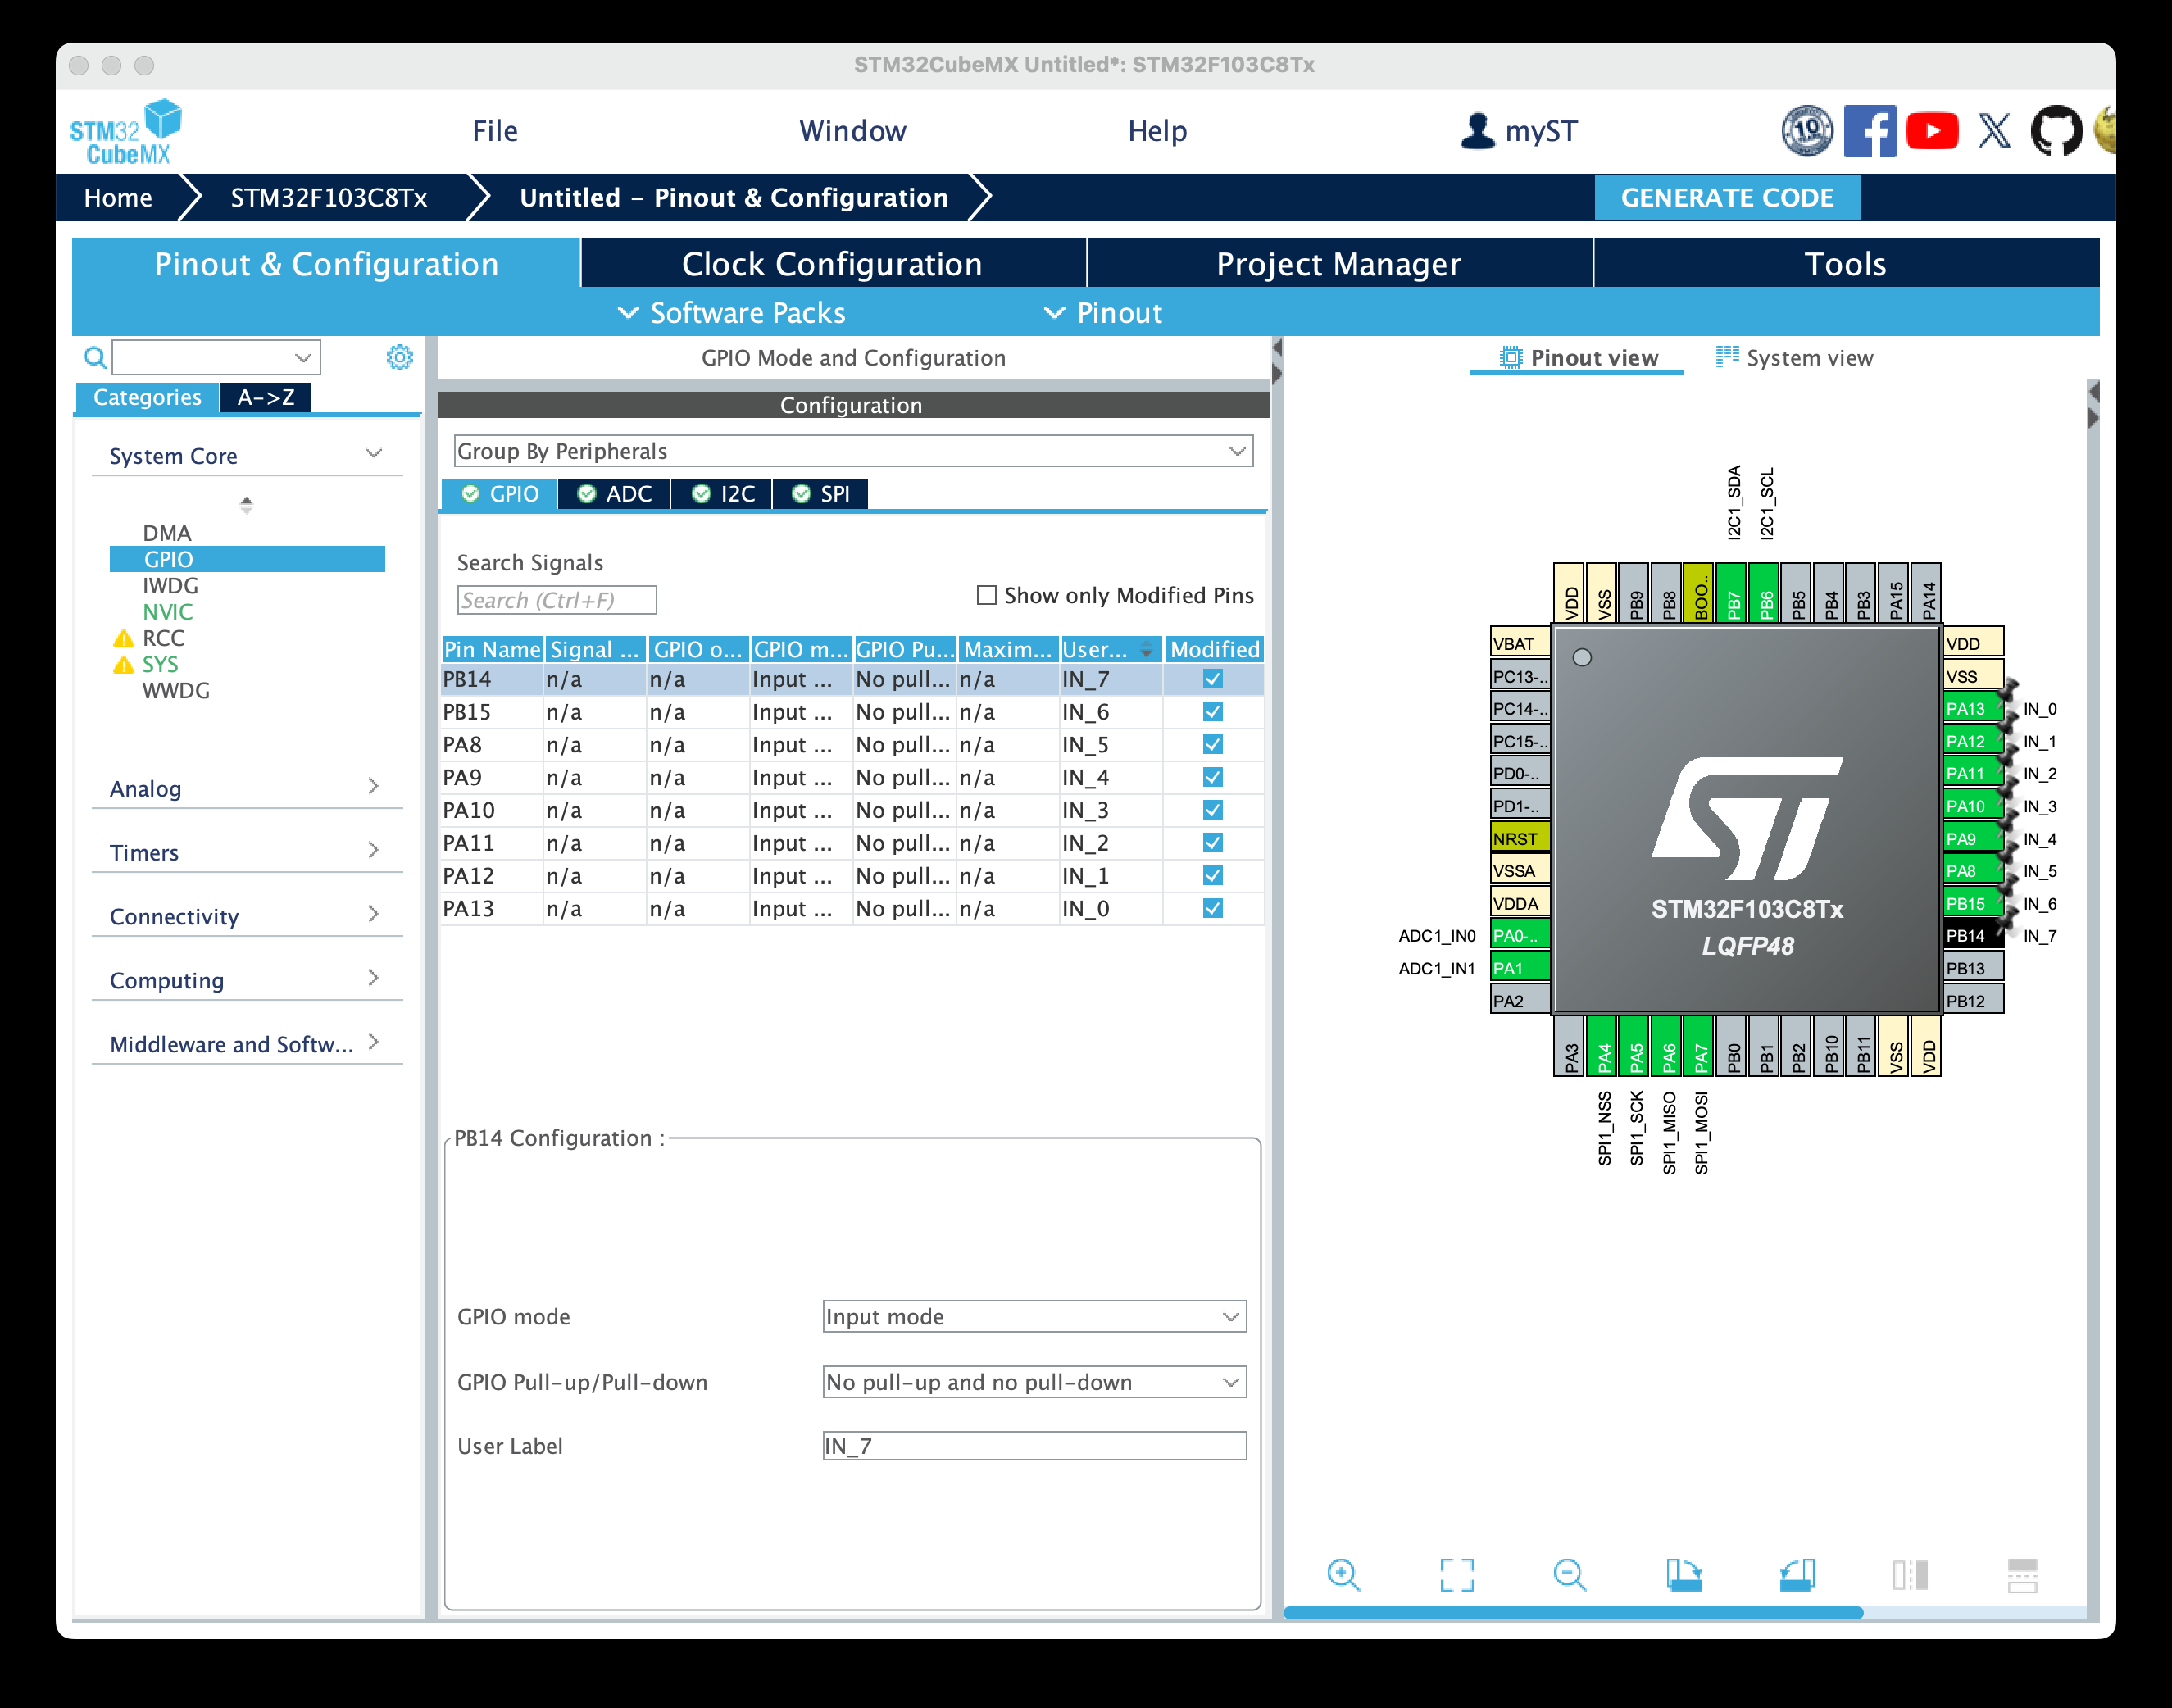 STM32CubeMX Untitled*: STM32F103C8Tx
STM32
CubeMX
File
Window
Help
myST
10
Home
STM32F103C8Tx
Untitled – Pinout & Configuration
GENERATE CODE
Pinout & Configuration
Clock Configuration
Project Manager
Tools
Software Packs
Pinout
Categories
A->Z
System Core
DMA
GPIO
IWDG
NVIC
RCC
SYS
WWDG
Analog
Timers
Connectivity
Computing
Middleware and Softw...
GPIO Mode and Configuration
Configuration
Group By Peripherals
GPIO ADC I2C SPI
Search Signals
Search (Ctrl+F)
Show only Modified Pins
Pin Name Signal ... GPIO o... GPIO m... GPIO Pu... Maxim... User... Modified
PB14 n/a n/a Input ... No pull... n/a IN_7
PB15 n/a n/a Input ... No pull... n/a IN_6
PA8 n/a n/a Input ... No pull... n/a IN_5
PA9 n/a n/a Input ... No pull... n/a IN_4
PA10 n/a n/a Input ... No pull... n/a IN_3
PA11 n/a n/a Input ... No pull... n/a IN_2
PA12 n/a n/a Input ... No pull... n/a IN_1
PA13 n/a n/a Input ... No pull... n/a IN_0
PB14 Configuration :
GPIO mode
Input mode
GPIO Pull-up/Pull-down
No pull-up and no pull-down
User Label
IN_7
Pinout view
System view
I2C1_SDA
I2C1_SCL
VDD
VSS
PB9
PB8
BOO..
PB7
PB6
PB5
PB4
PB3
PA15
PA14
VBAT
PC13-..
PC14-..
PC15-..
PD0-..
PD1-..
NRST
VSSA
VDDA
ADC1_IN0 PA0-..
ADC1_IN1 PA1
PA2
STM32F103C8Tx
LQFP48
VDD
VSS
PA13 IN_0
PA12 IN_1
PA11 IN_2
PA10 IN_3
PA9 IN_4
PA8 IN_5
PB15 IN_6
PB14 IN_7
PB13
PB12
PA3
PA4
PA5
PA6
PA7
PB0
PB1
PB2
PB10
PB11
VSS
VDD
SPI1_NSS
SPI1_SCK
SPI1_MISO
SPI1_MOSI